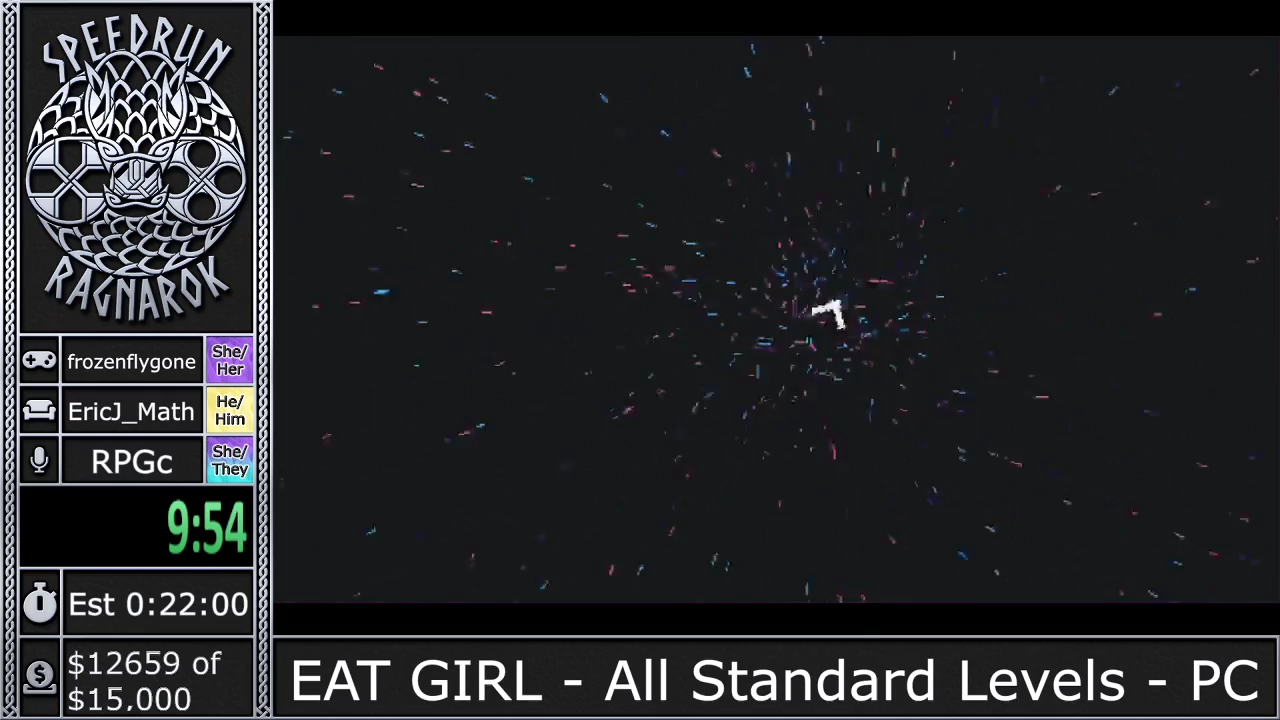 SPEEDRUN
RAGNAROK
frozenflygone
She/
Her
EricJ_Math
He/
Him
RPGc
She/
They
9:54
Est 0:22:00
$12659 of
$15,000
EAT GIRL - All Standard Levels - PC